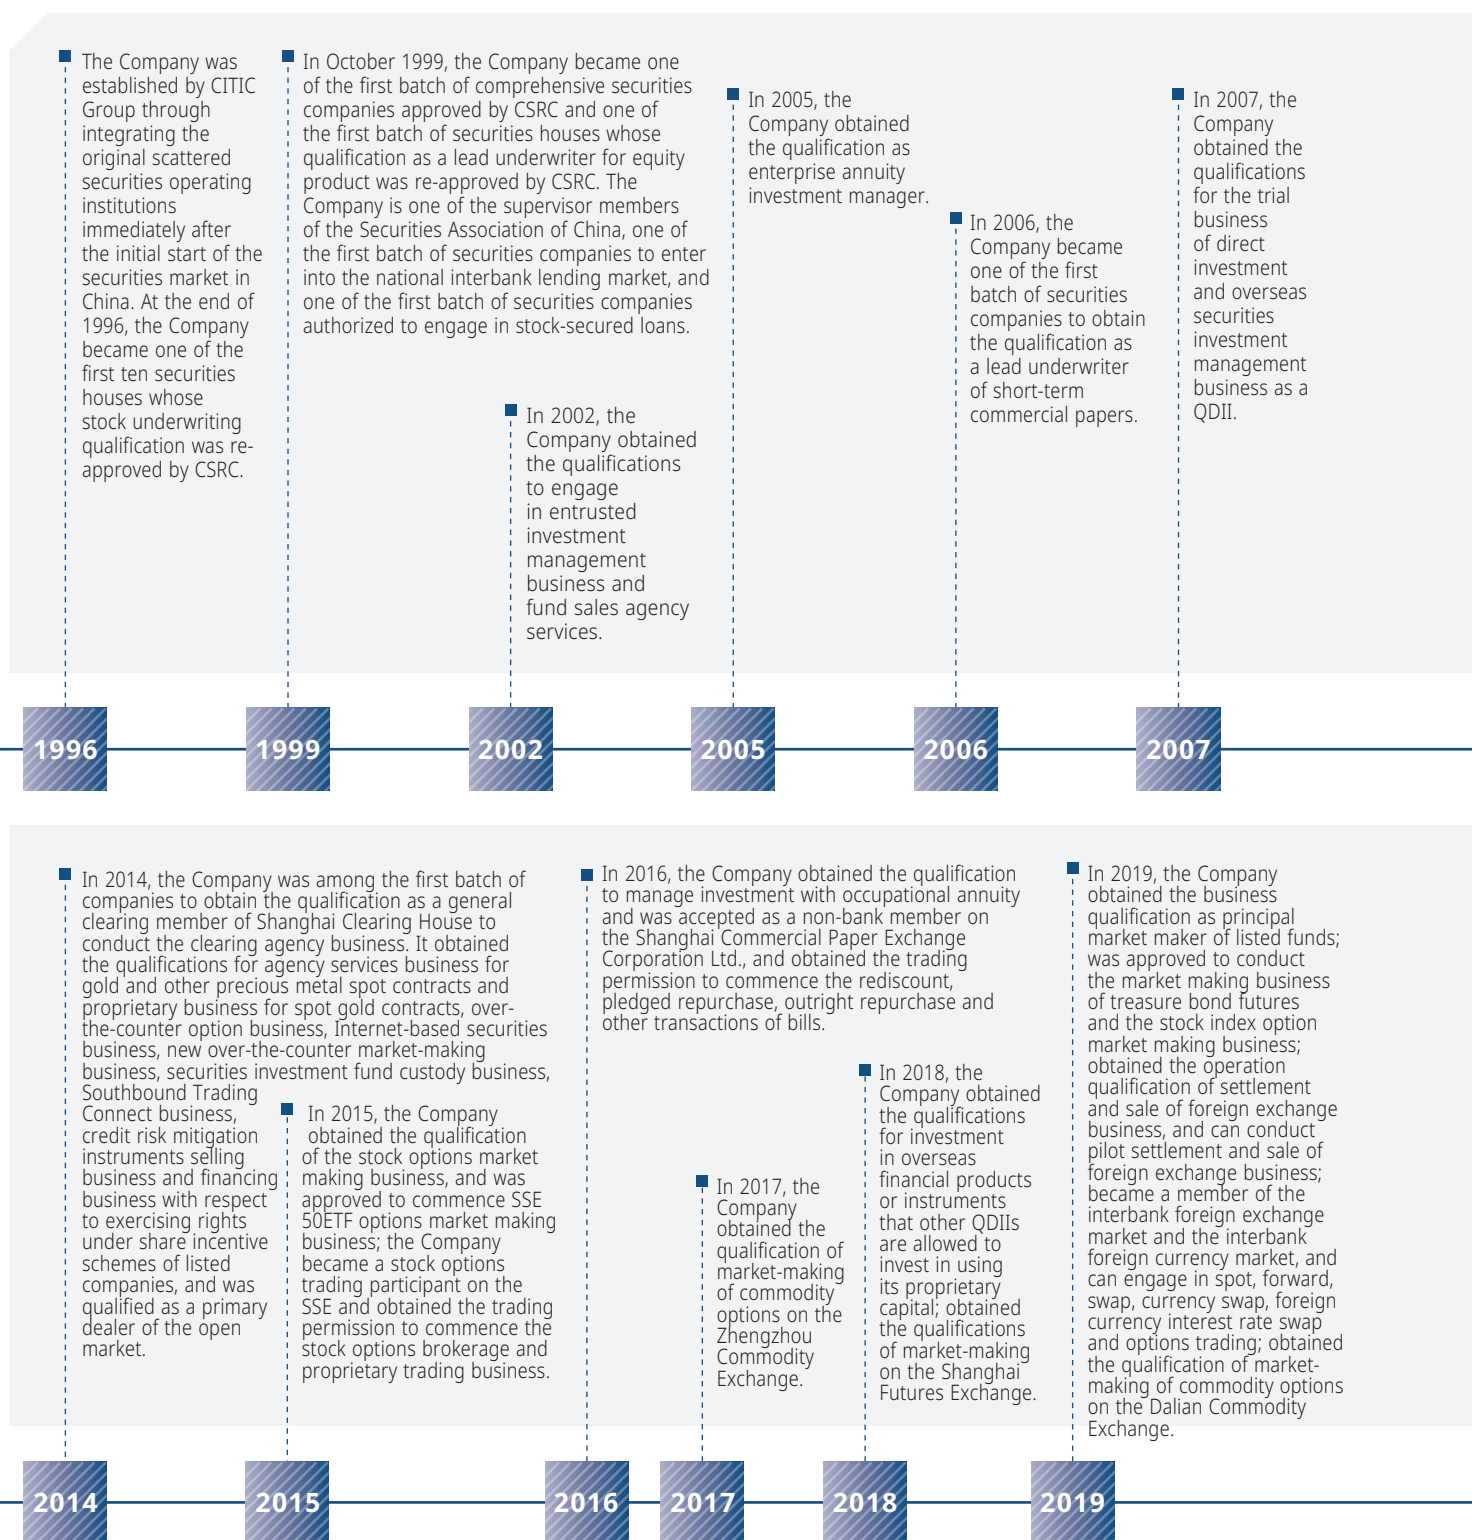 The Company was
established by CITIC
Group through
integrating the
original scattered
securities operating
institutions
immediately after
the initial start of the
securities market in
China. At the end of
1996, the Company
became one of the
first ten securities
houses whose
stock underwriting
qualification was re-
approved by CSRC.
In October 1999, the Company became one
of the first batch of comprehensive securities
companies approved by CSRC and one of
the first batch of securities houses whose
qualification as a lead underwriter for equity
product was re-approved by CSRC. The
Company is one of the supervisor members
of the Securities Association of China, one of
the first batch of securities companies to enter
into the national interbank lending market, and
one of the first batch of securities companies
authorized to engage in stock-secured loans.
In 2002, the
Company obtained
the qualifications
to engage
in entrusted
investment
management
business and
fund sales agency
services.
In 2005, the
Company obtained
the qualification as
enterprise annuity
investment manager.
In 2006, the
Company became
one of the first
batch of securities
companies to obtain
the qualification as
a lead underwriter
of short-term
commercial papers.
In 2007, the
Company
obtained the
qualifications
for the trial
business
of direct
investment
and overseas
securities
investment
management
business as a
QDII.
1996
1999
2002
2005
2006
2007
In 2014, the Company was among the first batch of
companies to obtain the qualification as a general
clearing member of Shanghai Clearing House to
conduct the clearing agency business. It obtained
the qualifications for agency services business for
gold and other precious metal spot contracts and
proprietary business for spot gold contracts, over-
the-counter option business, Internet-based securities
business, new over-the-counter market-making
business, securities investment fund custody business,
Southbound Trading
Connect business,
credit risk mitigation
instruments selling
business and financing
business with respect
to exercising rights
under share incentive
schemes of listed
companies, and was
qualified as a primary
dealer of the open
market.
In 2015, the Company
obtained the qualification
of the stock options market
making business, and was
approved to commence SSE
50ETF options market making
business; the Company
became a stock options
trading participant on the
SSE and obtained the trading
permission to commence the
stock options brokerage and
proprietary trading business.
In 2016, the Company obtained the qualification
to manage investment with occupational annuity
and was accepted as a non-bank member on
the Shanghai Commercial Paper Exchange
Corporation Ltd., and obtained the trading
permission to commence the rediscount,
pledged repurchase, outright repurchase and
other transactions of bills.
In 2017, the
Company
obtained the
qualification of
market-making
of commodity
options on the
Zhengzhou
Commodity
Exchange.
In 2018, the
Company obtained
the qualifications
for investment
in overseas
financial products
or instruments
that other QDIIs
are allowed to
invest in using
its proprietary
capital; obtained
the qualifications
of market-making
on the Shanghai
Futures Exchange.
In 2019, the Company
obtained the business
qualification as principal
market maker of listed funds;
was approved to conduct
the market making business
of treasure bond futures
and the stock index option
market making business;
obtained the operation
qualification of settlement
and sale of foreign exchange
business, and can conduct
pilot settlement and sale of
foreign exchange business;
became a member of the
interbank foreign exchange
market and the interbank
foreign currency market, and
can engage in spot, forward,
swap, currency swap, foreign
currency interest rate swap
and options trading; obtained
the qualification of market-
making of commodity options
on the Dalian Commodity
Exchange.
2014
2015
2016
2017
2018
2019